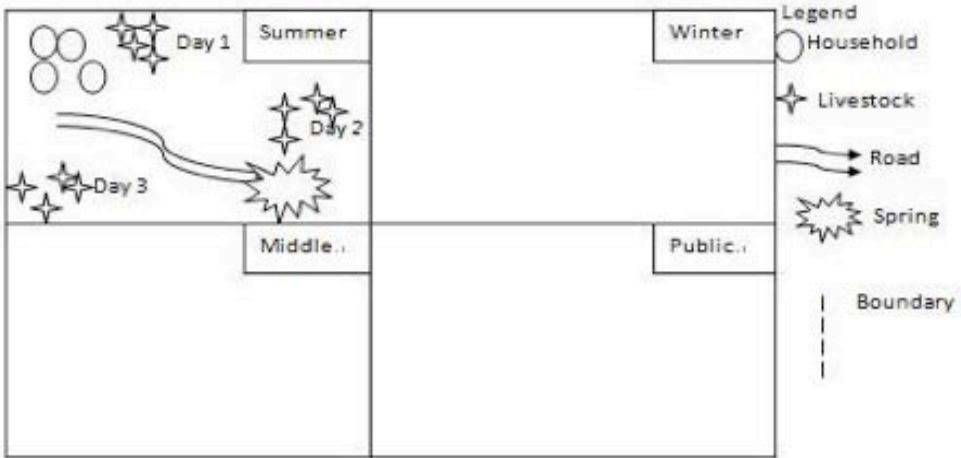 Day 1
Summer
Winter
Legend
Household
Livestock
Day 2
Road
Day 3
Spring
Middle..
Public..
Boundary